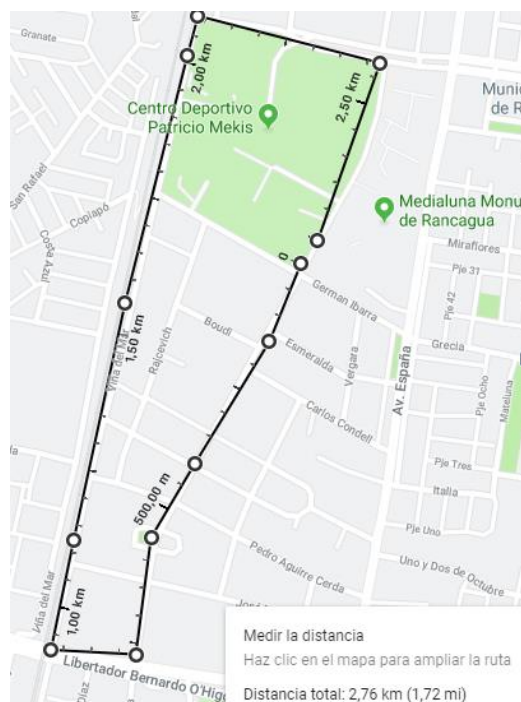 Granate
2,00 km
2,50 km
Centro Deportivo
Patricio Mekis
Munic
de R
San Rafael
Copiapó
Medialuna Monu
de Rancagua
Costa Azul
Miraflores
0
Pje 31
German Ibarra
Pje 42
Viña del Mar
1,50 km
Rajcevich
Boudi
Esmeralda
Vergara
Grecia
Av. España
Pje Ocho
Mateluna
Carlos Condell
Pje Tres
Italia
500,00 m
Pje Uno
Pedro Aguirre Cerda
Uno y Dos de Octubre
Viña del Mar
1,00 km
José
Libertador Bernardo O'Hig
Díaz
Medir la distancia
Haz clic en el mapa para ampliar la ruta
Distancia total: 2,76 km (1,72 mi)